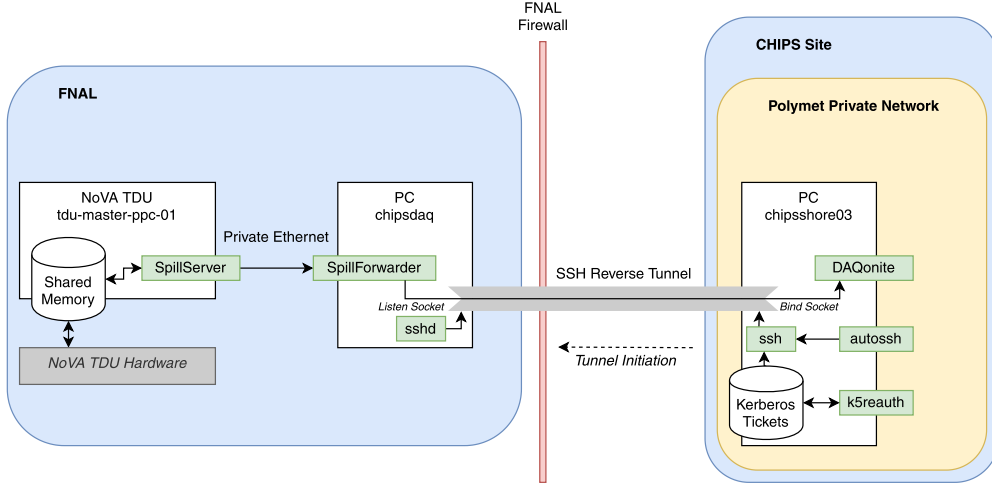 FNAL
Firewall
CHIPS Site
FNAL
Polymet Private Network
NoVA TDU
tdu-master-ppc-01
PC
chipsdaq
PC
chipsshore03
Private Ethernet
SpillServer
SpillForwarder
SSH Reverse Tunnel
DAQonite
Shared
Memory
Listen Socket
Bind Socket
sshd
ssh
autossh
NoVA TDU Hardware
Tunnel Initiation
Kerberos
Tickets
k5reauth